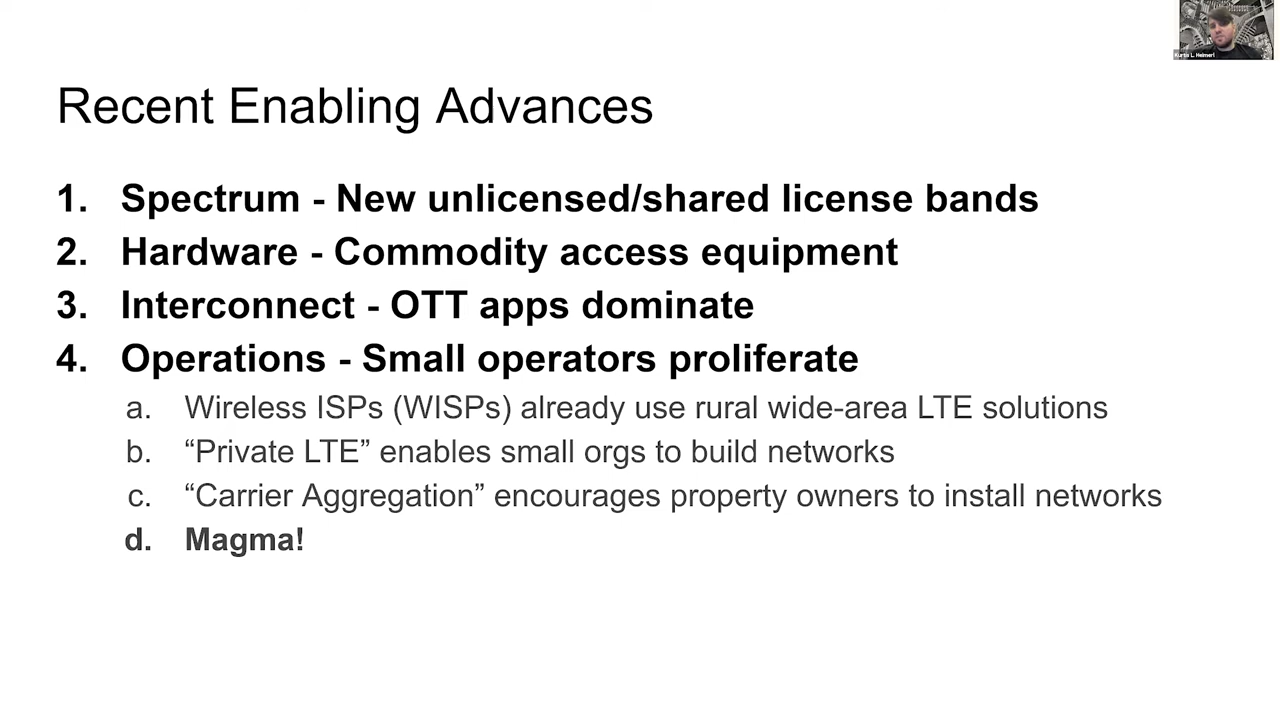 Kurtis L. Heimerl
Recent Enabling Advances
1. Spectrum - New unlicensed/shared license bands
2. Hardware - Commodity access equipment
3. Interconnect - OTT apps dominate
4. Operations - Small operators proliferate
a. Wireless ISPs (WISPs) already use rural wide-area LTE solutions
b. “Private LTE” enables small orgs to build networks
c. “Carrier Aggregation” encourages property owners to install networks
d. Magma!